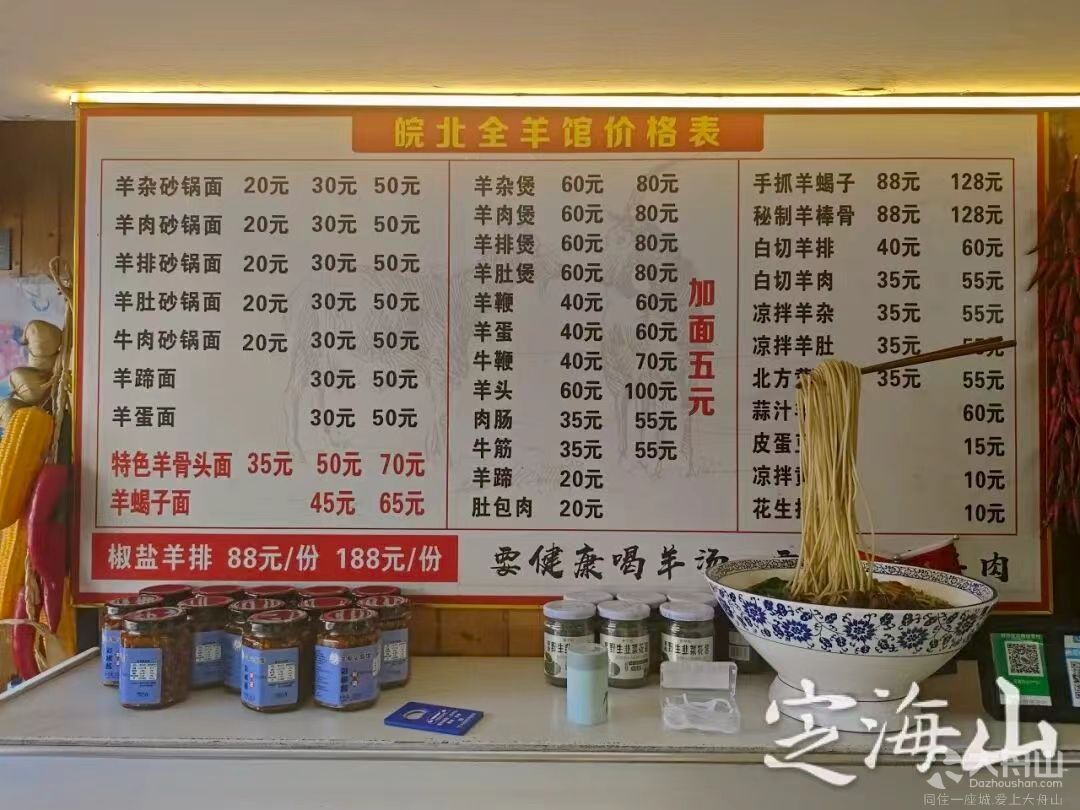 皖北全羊馆价格表
羊杂砂锅面 20元 30元 50元
羊肉砂锅面 20元 30元 50元
羊排砂锅面 20元 30元 50元
羊肚砂锅面 20元 30元 50元
牛肉砂锅面 20元 30元 50元
羊蹄面 30元 50元
羊蛋面 30元 50元
特色羊骨头面 35元 50元 70元
羊蝎子面 45元 65元
椒盐羊排 88元/份 188元/份
羊杂煲 60元 80元
羊肉煲 60元 80元
羊排煲 60元 80元
羊肚煲 60元 80元
羊鞭 40元 60元
羊蛋 40元 60元
牛鞭 40元 70元
羊头 60元 100元
肉肠 35元 55元
牛筋 35元 55元
羊蹄 20元
肚包肉 20元
加面五元
手抓羊蝎子 88元 128元
秘制羊棒骨 88元 128元
白切羊排 40元 60元
白切羊肉 35元 55元
凉拌羊杂 35元 55元
凉拌羊肚 35元 55元
北方 35元 55元
蒜汁 60元
皮蛋 15元
凉拌 10元
花生 10元
要健康喝羊汤 羊肉
野生韭菜花酱
定海山
大舟山
Dazhoushan.com
同住一座城,爱上大舟山